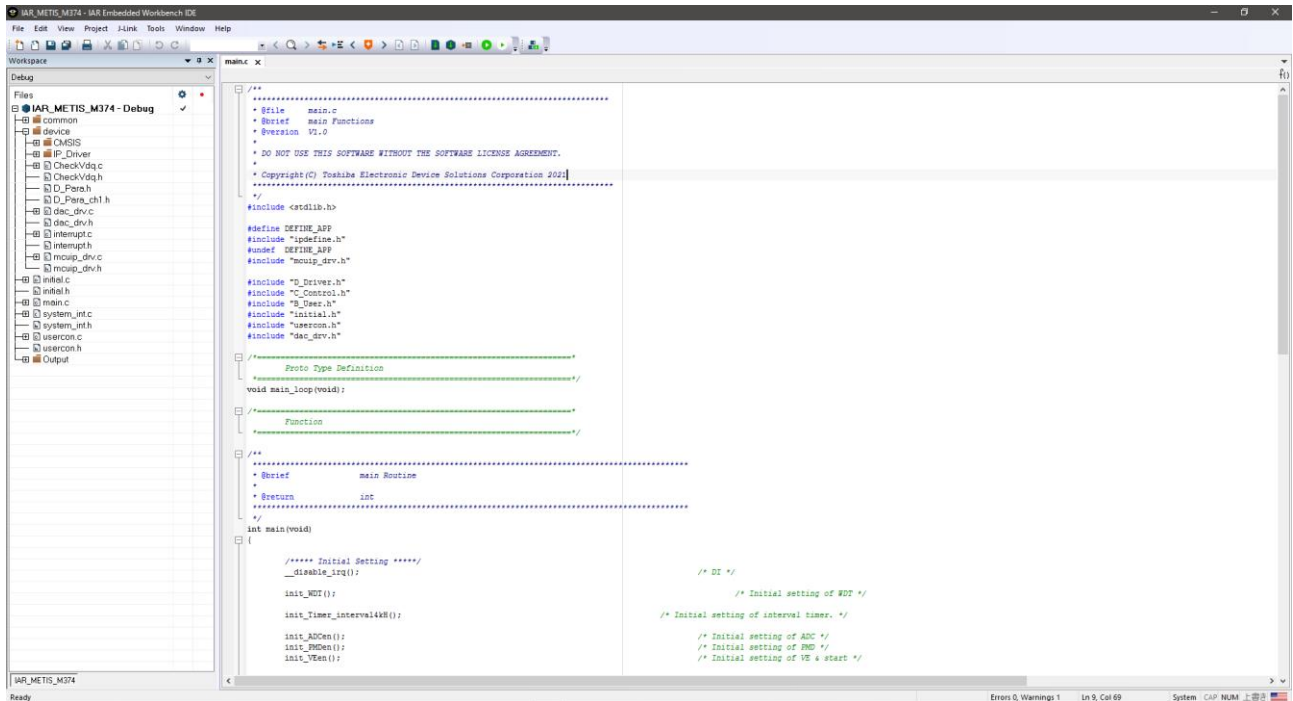 IAR_METIS_M374 - IAR Embedded Workbench IDE
File Edit View Project J-Link Tools Window Help
Workspace
main.c
Debug
Files
IAR_METIS_M374 - Debug
common
device
CMSIS
IP_Driver
CheckVdq.c
CheckVdq.h
D_Para.h
D_Para_ch1.h
dac_drv.c
dac_drv.h
interrupt.c
interrupt.h
mcuip_drv.c
mcuip_drv.h
initial.c
initial.h
main.c
system_int.c
system_int.h
usercon.c
usercon.h
Output
IAR_METIS_M374
/**
* @file main.c
* @brief main Functions
* @version V1.0
*
* DO NOT USE THIS SOFTWARE WITHOUT THE SOFTWARE LICENSE AGREEMENT.
*
* Copyright(C) Toshiba Electronic Device Solutions Corporation 2021
*/
#include <stdlib.h>
#define DEFINE_APP
#include "ipdefine.h"
#undef DEFINE_APP
#include "mcuip_drv.h"
#include "D_Driver.h"
#include "C_Control.h"
#include "B_User.h"
#include "initial.h"
#include "usercon.h"
#include "dac_drv.h"
Proto Type Definition
void main_loop(void);
Function
/**
* @brief main Routine
*
* @return int
*/
int main(void)
{
/***** Initial Setting *****/
__disable_irq(); /* DI */
init_WDT(); /* Initial setting of WDT */
init_Timer_interval4kH(); /* Initial setting of interval timer. */
init_ADCen(); /* Initial setting of ADC */
init_PMDen(); /* Initial setting of PMD */
init_VEen(); /* Initial setting of VE & start */
Ready
Errors 0, Warnings 1
Ln 9, Col 69
System
CAP NUM 上書き